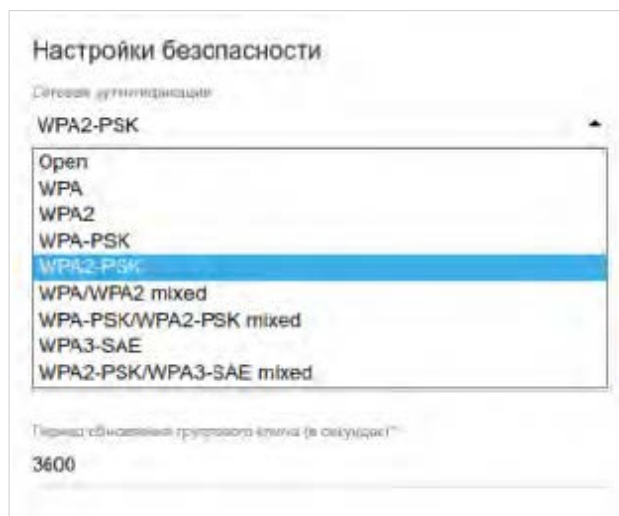 Настройки безопасности
Сетевая аутентификация
WPA2-PSK
Open
WPA
WPA2
WPA-PSK
WPA2-PSK
WPA/WPA2 mixed
WPA-PSK/WPA2-PSK mixed
WPA3-SAE
WPA2-PSK/WPA3-SAE mixed
Период обновления группового ключа (в секундах)*
3600